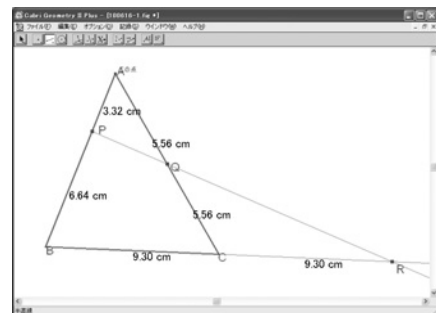 Cabri Geometry II Plus - [100616-1.fig *]
ファイル(F) 編集(E) オプション(O) 記録(R) ウインドウ(W) ヘルプ(H)
A
3.32 cm
P
5.56 cm
Q
6.64 cm
5.56 cm
B
9.30 cm
C
9.30 cm
R